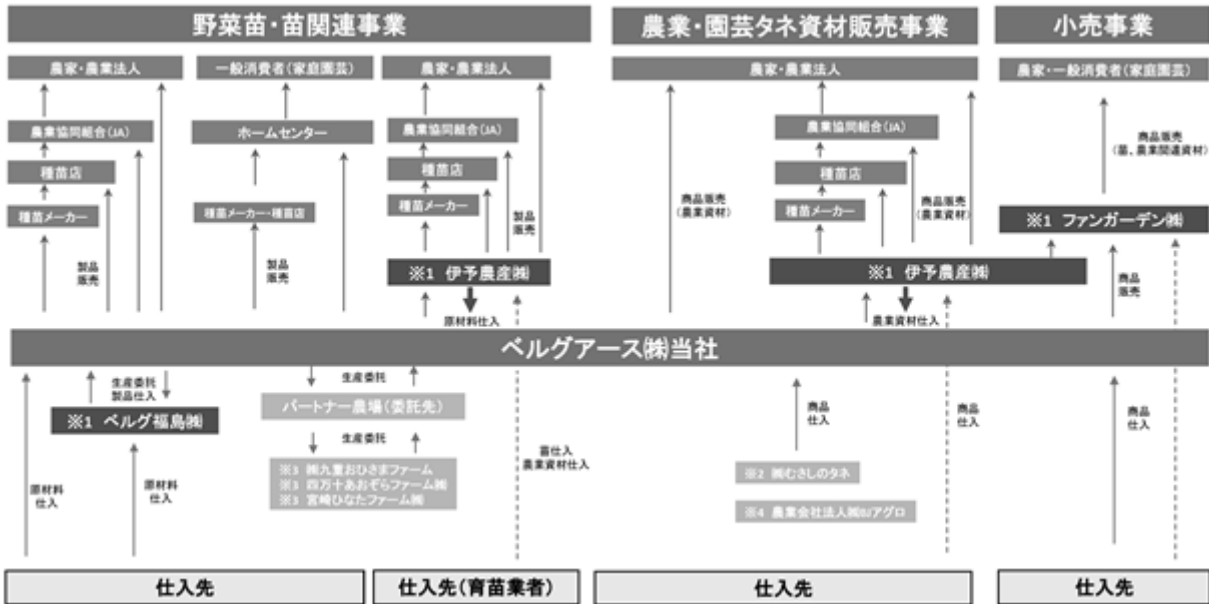 野菜苗・苗関連事業
農業・園芸タネ資材販売事業
小売事業
農家・農業法人
一般消費者(家庭園芸)
農家・農業法人
農家・農業法人
農家・一般消費者(家庭園芸)
農業協同組合(JA)
種苗店
種苗メーカー
製品
販売
ホームセンター
種苗メーカー・種苗店
製品
販売
農業協同組合(JA)
種苗店
種苗メーカー
製品
販売
※1 伊予農産㈱
原材料仕入
商品販売
(農業資材)
農業協同組合(JA)
種苗店
種苗メーカー
商品販売
(農業資材)
※1 伊予農産㈱
農業資材仕入
商品販売
(苗、農業関連資材)
※1 ファンガーデン㈱
商品
販売
ベルグアース㈱当社
生産委託
製品仕入
※1 ベルグ福島㈱
原材料
仕入
原材料
仕入
生産委託
パートナー農場(委託先)
生産委託
※3 ㈱九重おひさまファーム
※3 四万十あおぞらファーム㈱
※3 宮崎ひなたファーム㈱
苗仕入
農業資材仕入
商品
仕入
※2 ㈱むさしのタネ
※4 農業会社法人㈱BJアグロ
商品
仕入
商品
仕入
仕入先
仕入先(育苗業者)
仕入先
仕入先